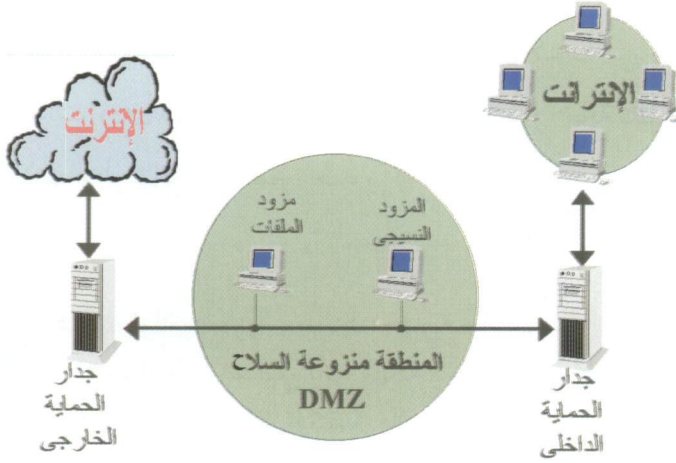 الإنترانت
الإنترنت
المزود
النسيجى
مزود
الملفات
المنطقة منزوعة السلاح
DMZ
جدار
الحماية
الداخلى
جدار
الحماية
الخارجى